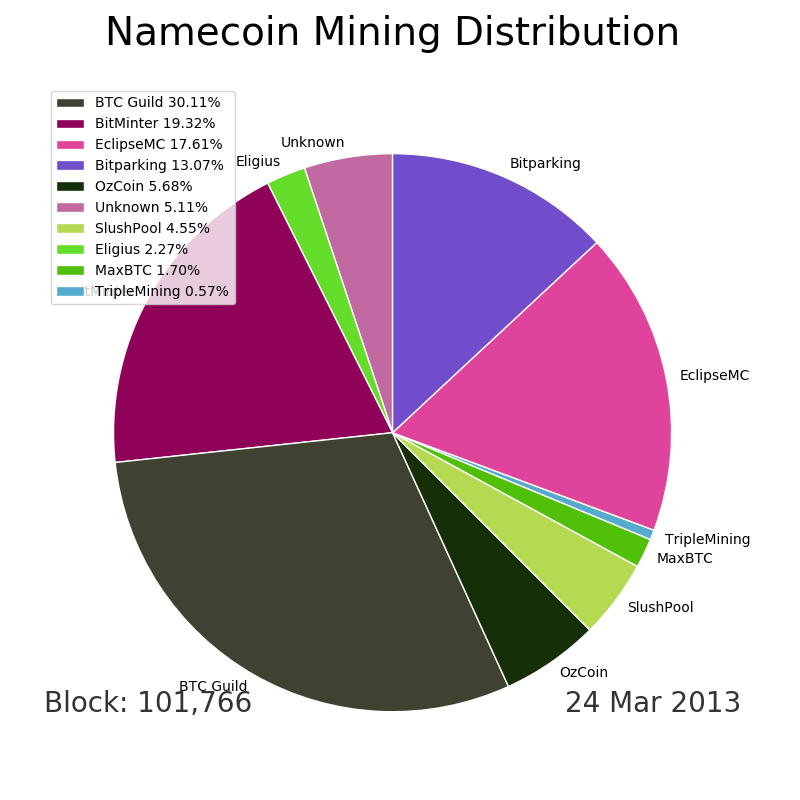 Namecoin Mining Distribution
BTC Guild 30.11%
BitMinter 19.32%
EclipseMC 17.61%
Bitparking 13.07%
OzCoin 5.68%
Unknown 5.11%
SlushPool 4.55%
Eligius 2.27%
MaxBTC 1.70%
TripleMining 0.57%
Unknown
Eligius
Bitparking
EclipseMC
TripleMining
MaxBTC
SlushPool
OzCoin
BTC Guild
Block: 101,766
24 Mar 2013